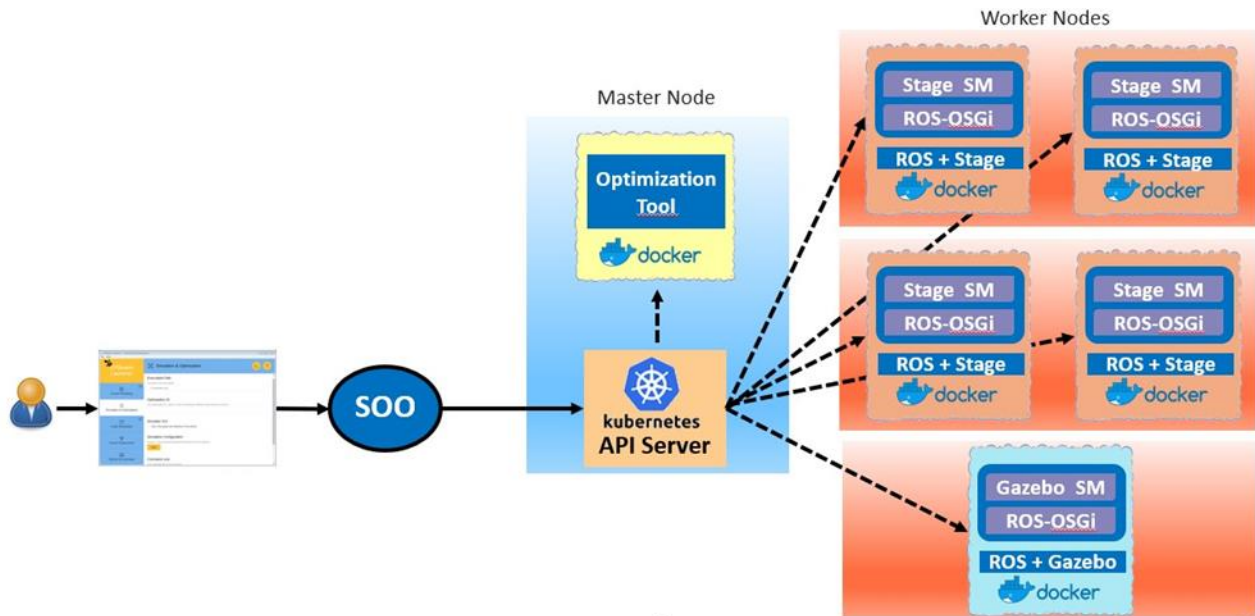 Worker Nodes
Master Node
Stage SM
ROS-OSGi
ROS + Stage
docker
Stage SM
ROS-OSGi
ROS + Stage
docker
Optimization
Tool
docker
Stage SM
ROS-OSGi
ROS + Stage
docker
Stage SM
ROS-OSGi
ROS + Stage
docker
SOO
kubernetes
API Server
Gazebo SM
ROS-OSGi
ROS + Gazebo
docker